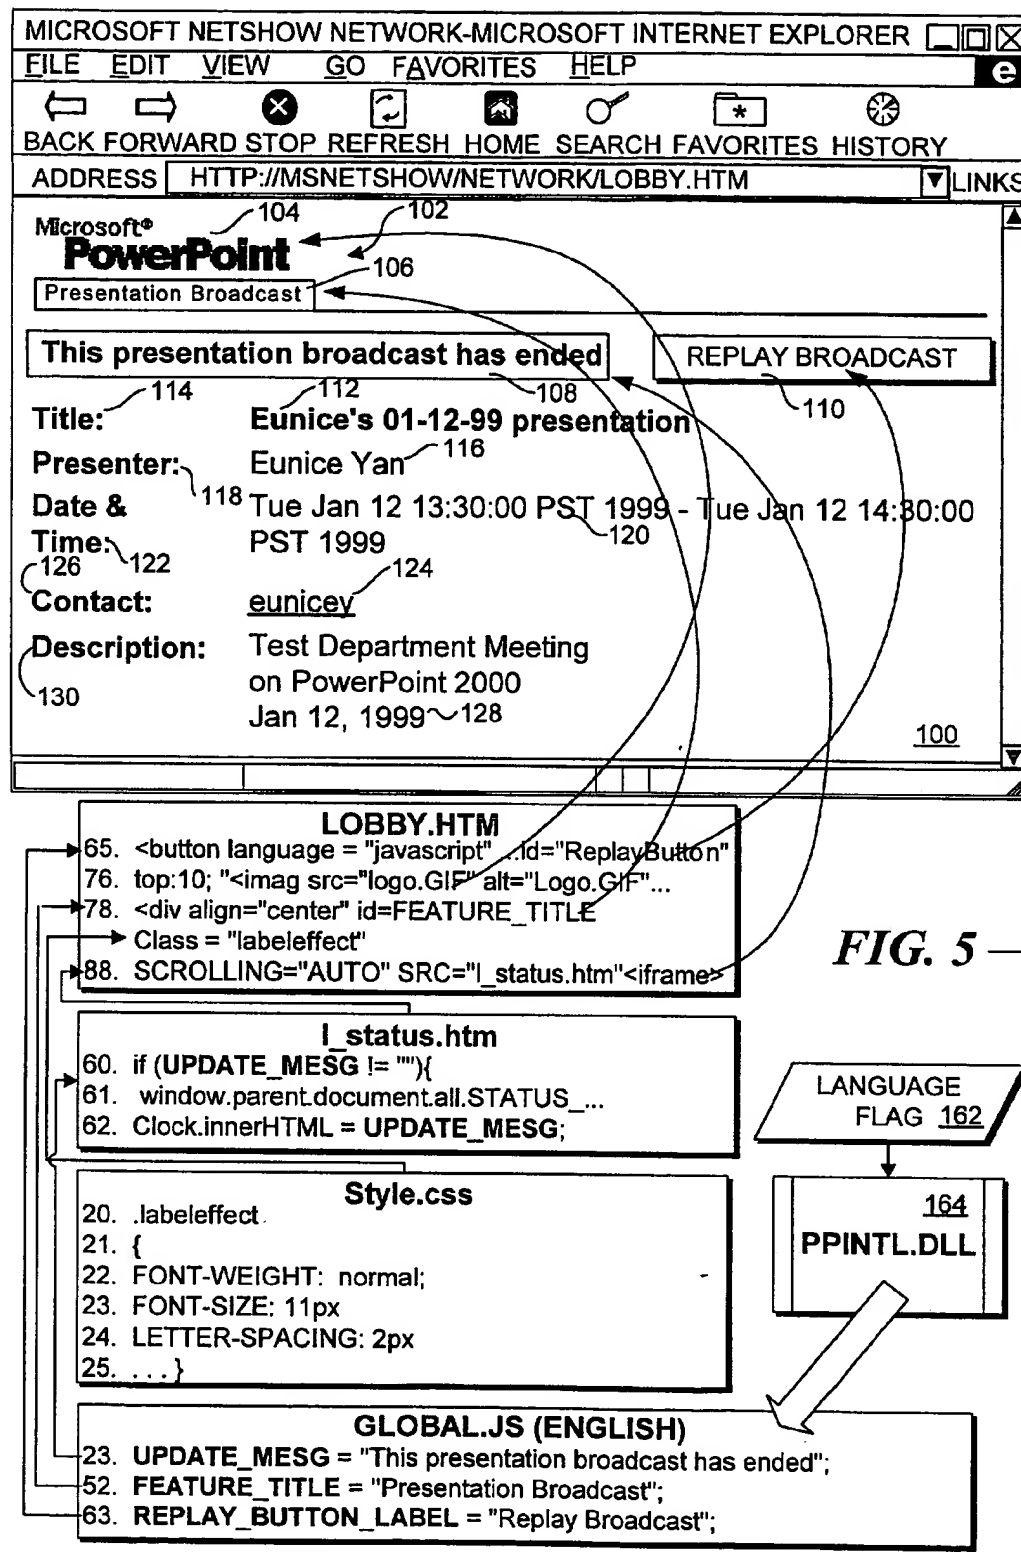 MICROSOFT NETSHOW NETWORK-MICROSOFT INTERNET EXPLORER
FILE EDIT VIEW GO FAVORITES HELP
e
BACK FORWARD STOP REFRESH HOME SEARCH FAVORITES HISTORY
ADDRESS HTTP://MSNETSHOW/NETWORK/LOBBY.HTM LINKS
104 102
Microsoft®
PowerPoint
106
Presentation Broadcast
This presentation broadcast has ended REPLAY BROADCAST
114 112 108 110
Title: Eunice's 01-12-99 presentation
Presenter: Eunice Yan 116
118
Date & Tue Jan 12 13:30:00 PST 1999 - Tue Jan 12 14:30:00
Time: 122 PST 1999 120
126 124
Contact: eunicey
Description: Test Department Meeting
130 on PowerPoint 2000
Jan 12, 1999 128
100
LOBBY.HTM
65. <button language = "javascript" ...id="ReplayButton"
76. top:10; "<imag src="logo.GIF" alt="Logo.GIF"...
78. <div align="center" id=FEATURE_TITLE
Class = "labeleffect"
88. SCROLLING="AUTO" SRC="I_status.htm"<iframe>
FIG. 5
I_status.htm
60. if (UPDATE_MESG != ""){
61. window.parent.document.all.STATUS_...
62. Clock.innerHTML = UPDATE_MESG;
LANGUAGE
FLAG 162
Style.css
20. .labeleffect
21. {
22. FONT-WEIGHT: normal;
23. FONT-SIZE: 11px
24. LETTER-SPACING: 2px
25. . . . }
164
PPINTL.DLL
GLOBAL.JS (ENGLISH)
23. UPDATE_MESG = "This presentation broadcast has ended";
52. FEATURE_TITLE = "Presentation Broadcast";
63. REPLAY_BUTTON_LABEL = "Replay Broadcast";